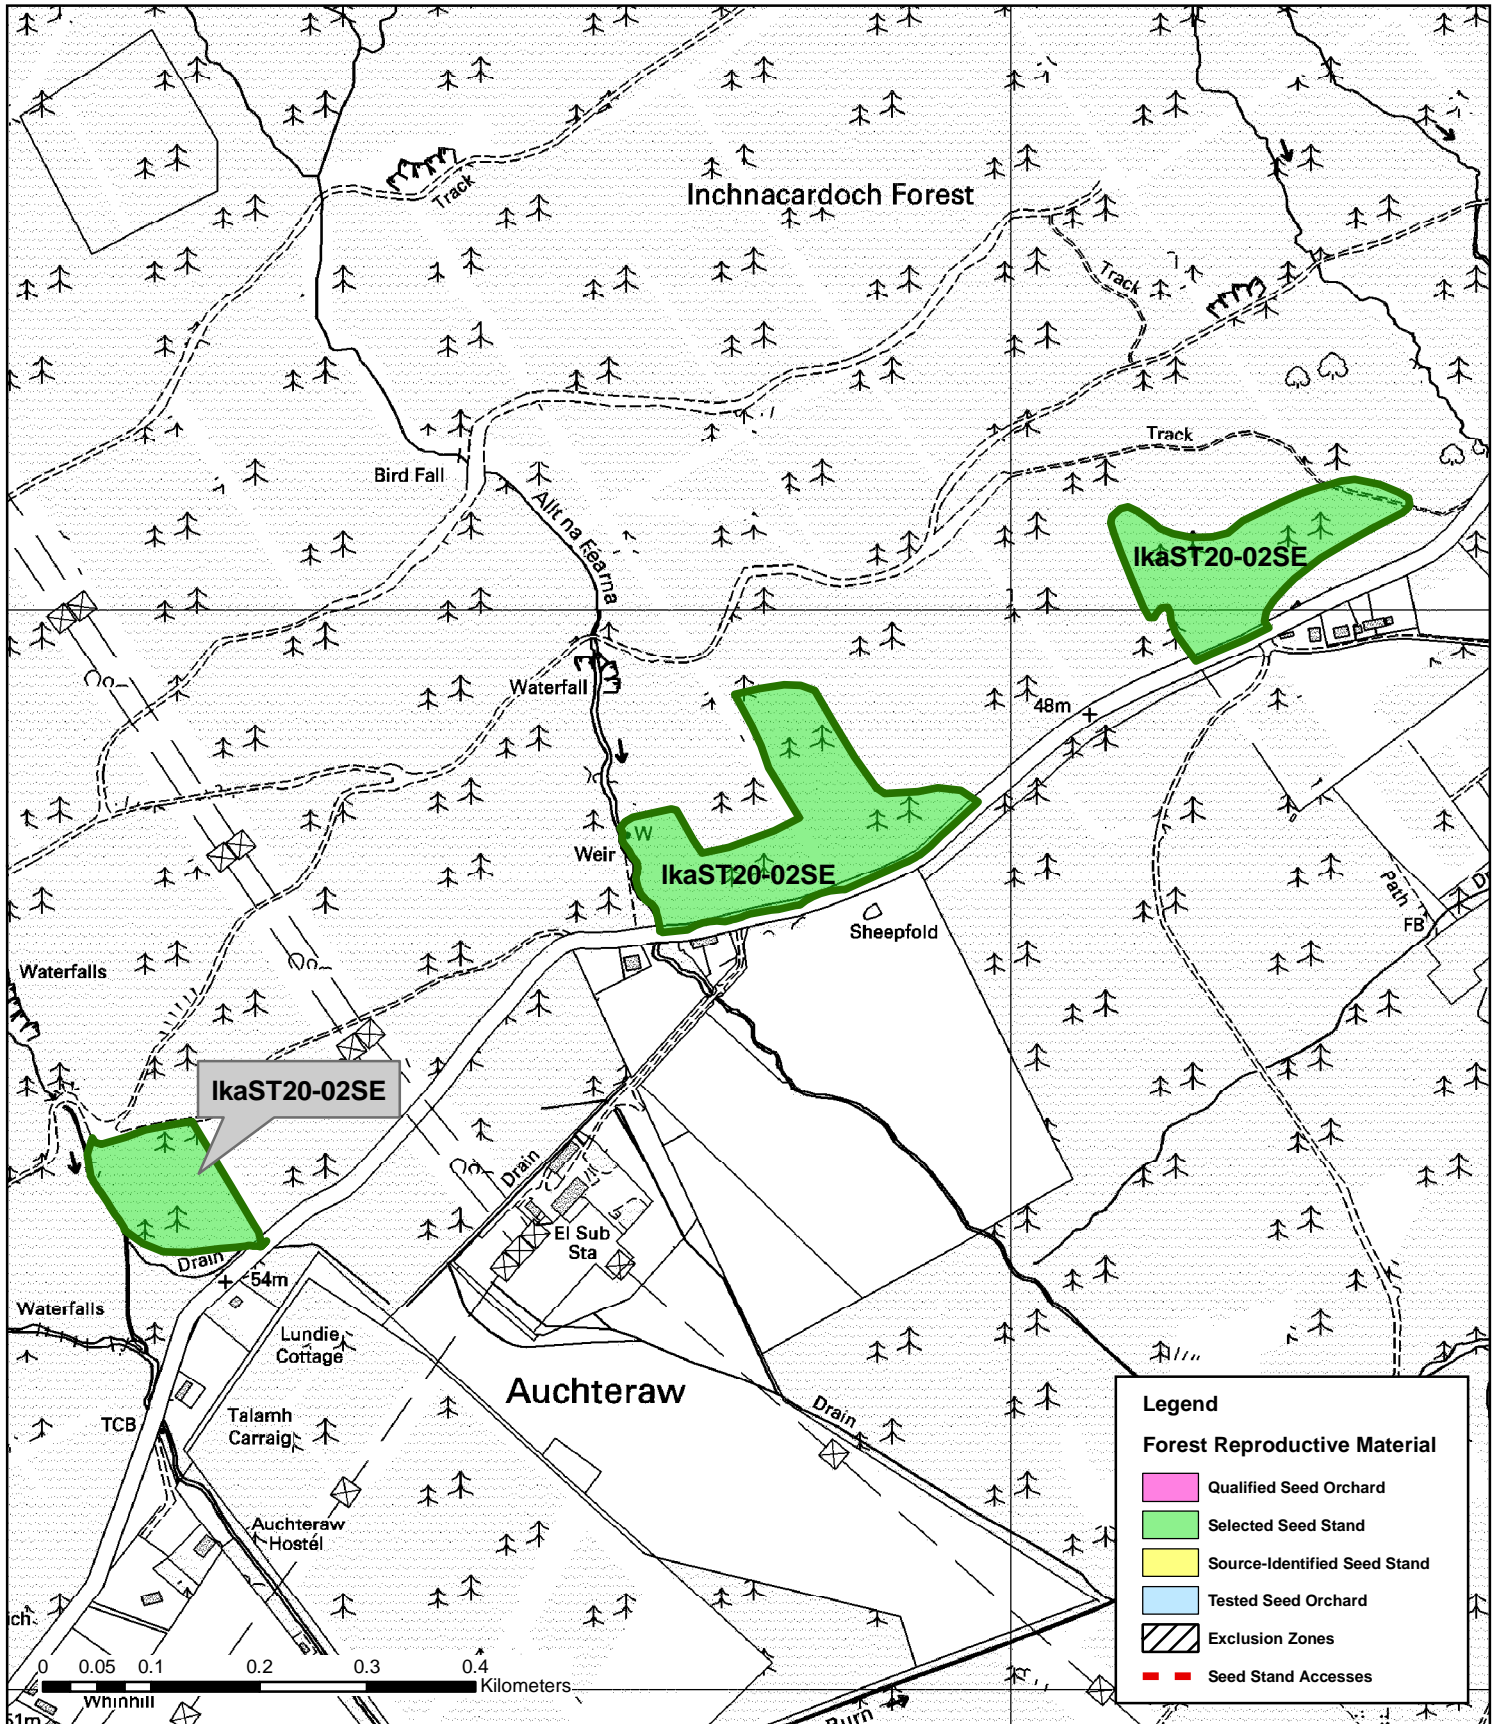 Track
Inchnacardoch Forest
Track
Track
Bird Fall
Allt na Fearna
IkaST20-02SE
Waterfall
48m
W
Weir
IkaST20-02SE
Path
Sheepfold
FB
Waterfalls
IkaST20-02SE
Drain
El Sub
Sta
Drain
54m
Waterfalls
Lundie
Cottage
Auchteraw
TCB
Talamh
Carraig
Drain
Auchteraw
Hostel
Legend
Forest Reproductive Material
Qualified Seed Orchard
Selected Seed Stand
Source-Identified Seed Stand
Tested Seed Orchard
Exclusion Zones
Seed Stand Accesses
0 0.05 0.1 0.2 0.3 0.4
Kilometers
Whinhill
51m
Burn